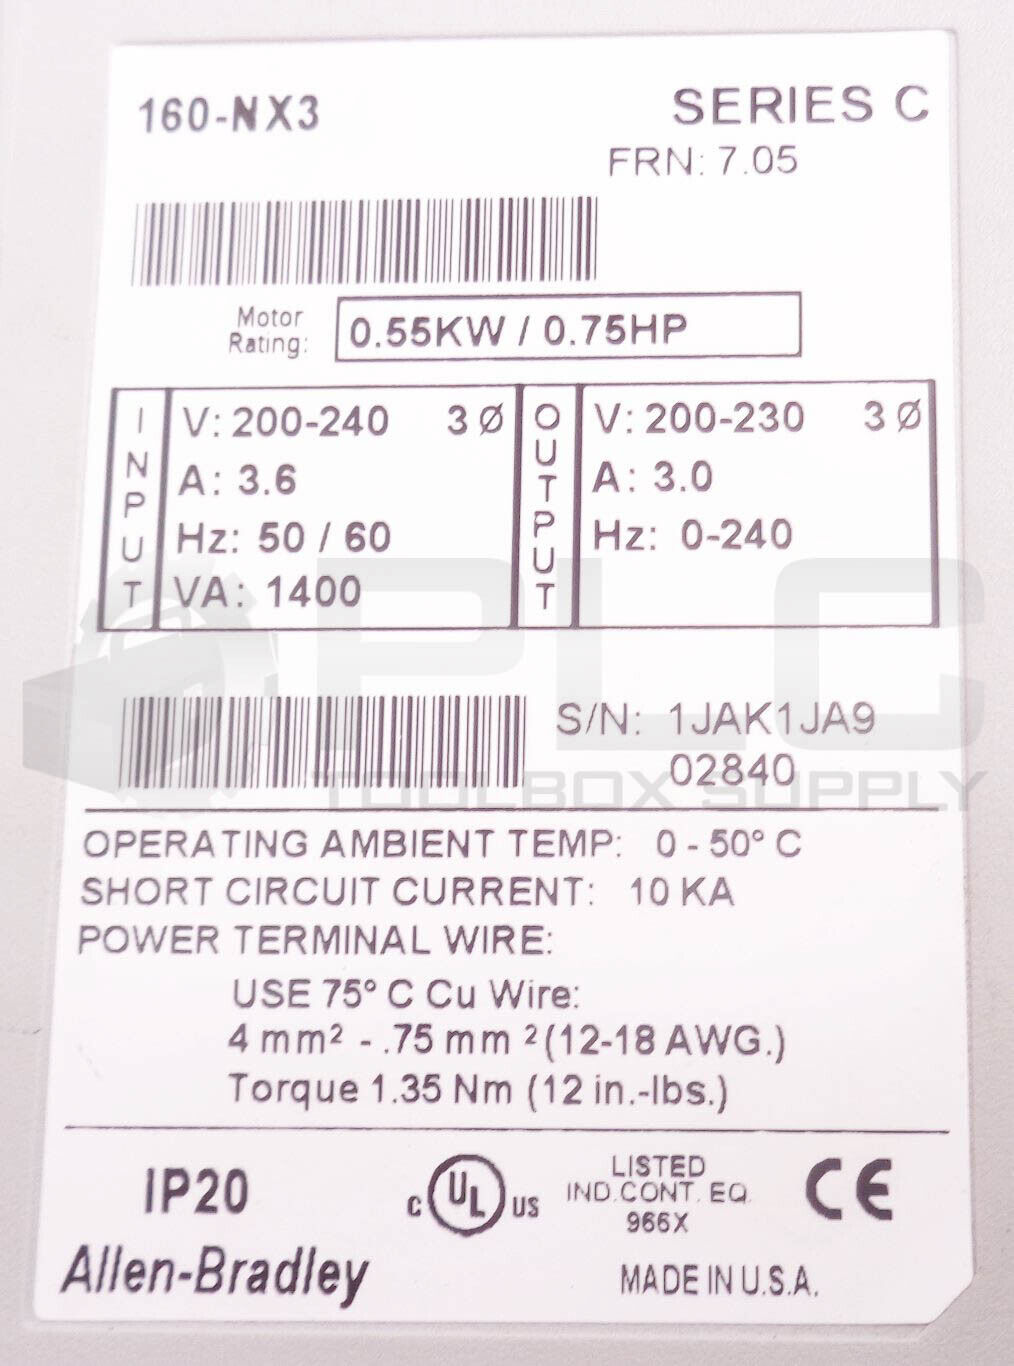 160-NX3
SERIES C
FRN: 7.05
Motor
Rating:
0.55KW / 0.75HP
INPUT
V: 200-240 3 Ø
A: 3.6
Hz: 50 / 60
VA: 1400
OUTPUT
V: 200-230 3 Ø
A: 3.0
Hz: 0-240
S/N: 1JAK1JA9
02840
PLC
TOOLBOX SUPPLY
OPERATING AMBIENT TEMP: 0 - 50° C
SHORT CIRCUIT CURRENT: 10 KA
POWER TERMINAL WIRE:
USE 75° C Cu Wire:
4 mm² - .75 mm ² (12-18 AWG.)
Torque 1.35 Nm (12 in.-lbs.)
IP20
C UL US
LISTED
IND.CONT. EQ.
966X
CE
Allen-Bradley
MADE IN U.S.A.